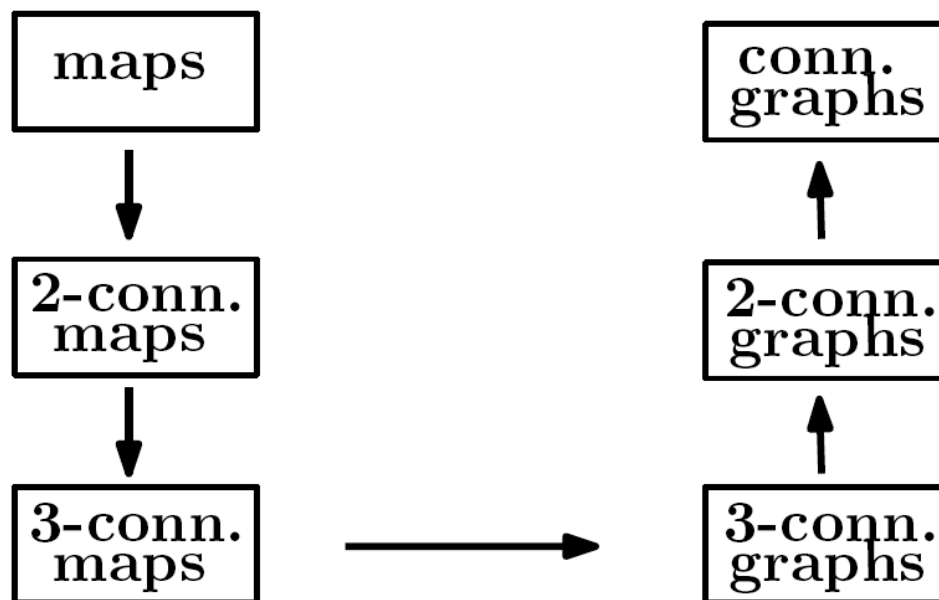 maps
2-conn.
maps
3-conn.
maps
conn.
graphs
2-conn.
graphs
3-conn.
graphs